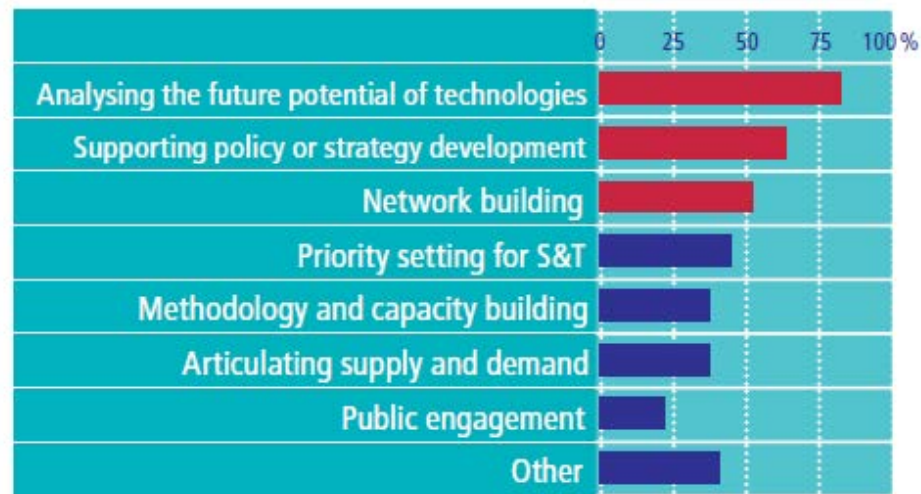 0 25 50 75 100 %
Analysing the future potential of technologies
Supporting policy or strategy development
Network building
Priority setting for S&T
Methodology and capacity building
Articulating supply and demand
Public engagement
Other